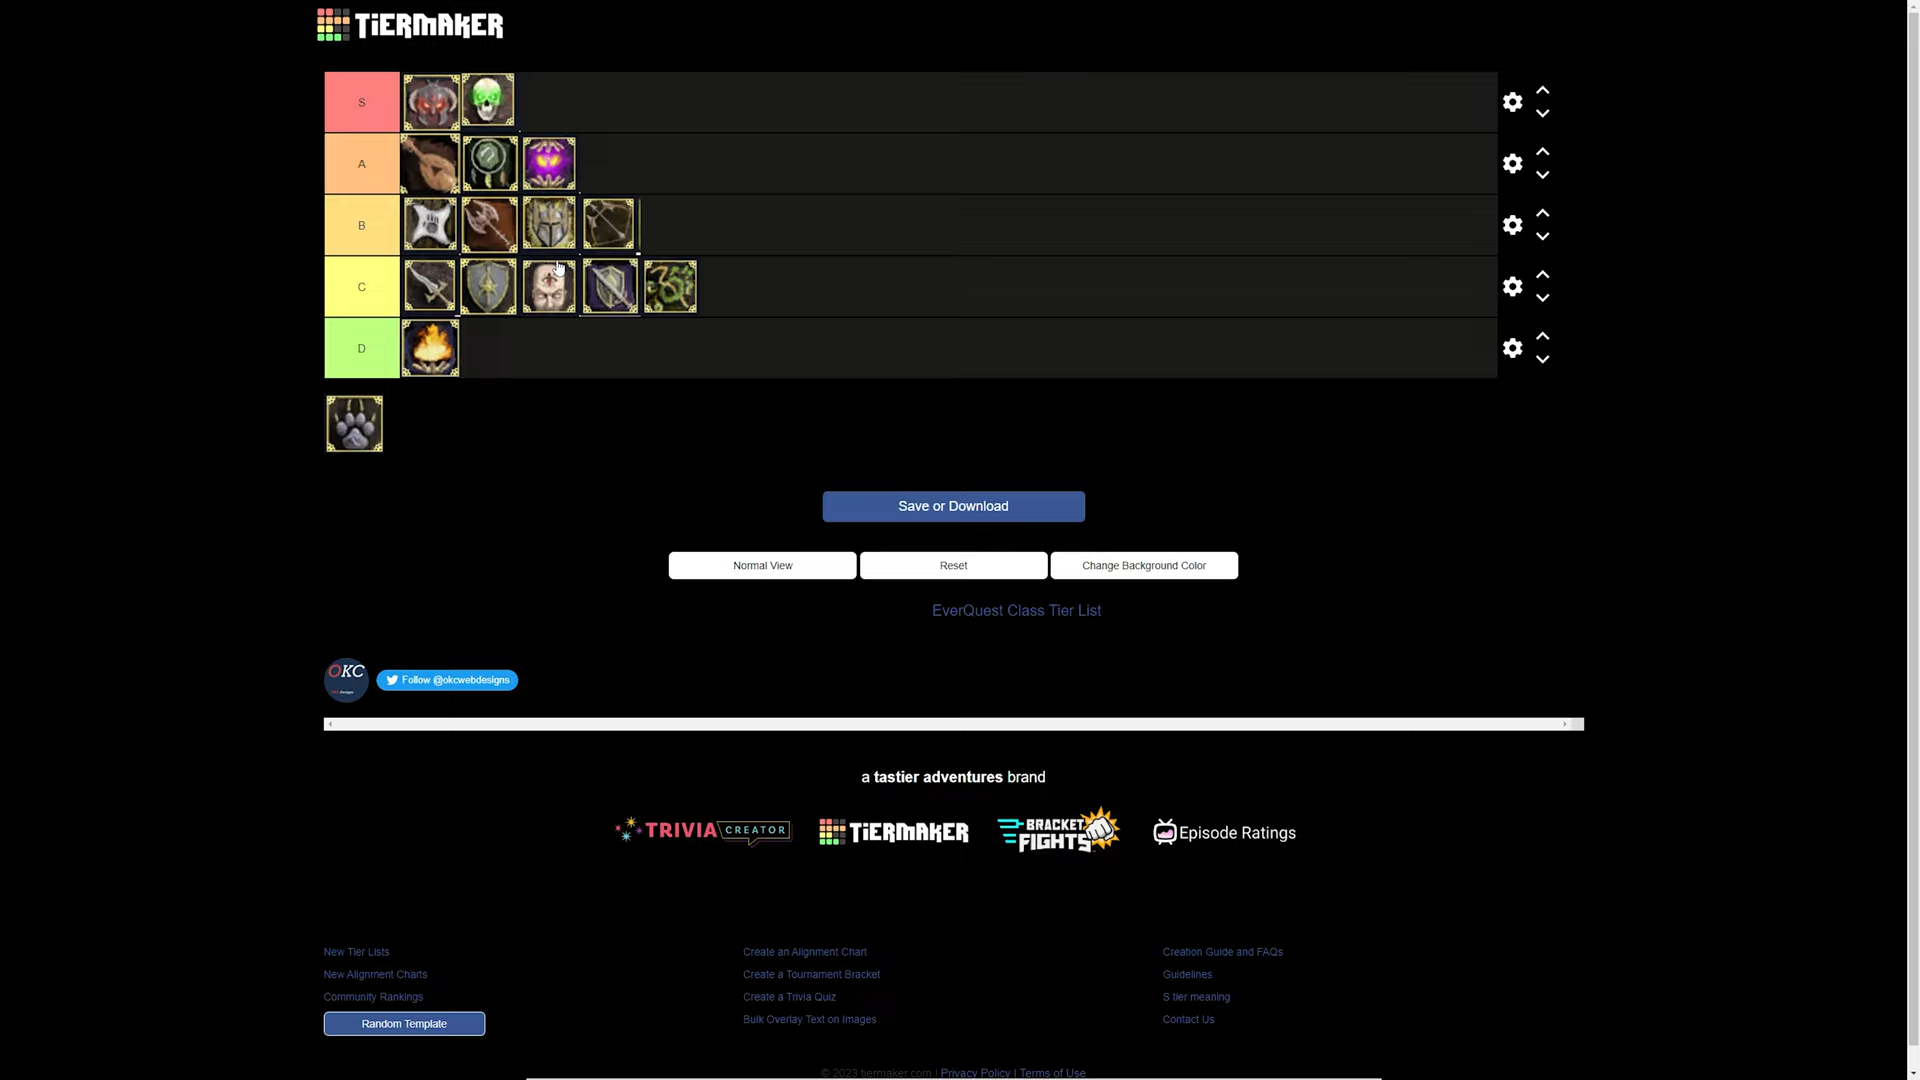 TiERMAKER
S
A
B
C
D
Save or Download
Normal View
Reset
Change Background Color
EverQuest Class Tier List
OKC
Follow @okcwebdesigns
a tastier adventures brand
TRIVIA CREATOR
TiERMAKER
BRACKET FIGHTS
Episode Ratings
New Tier Lists
New Alignment Charts
Community Rankings
Random Template
Create an Alignment Chart
Create a Tournament Bracket
Create a Trivia Quiz
Bulk Overlay Text on Images
Creation Guide and FAQs
Guidelines
S tier meaning
Contact Us
© 2023 tiermaker.com | Privacy Policy | Terms of Use